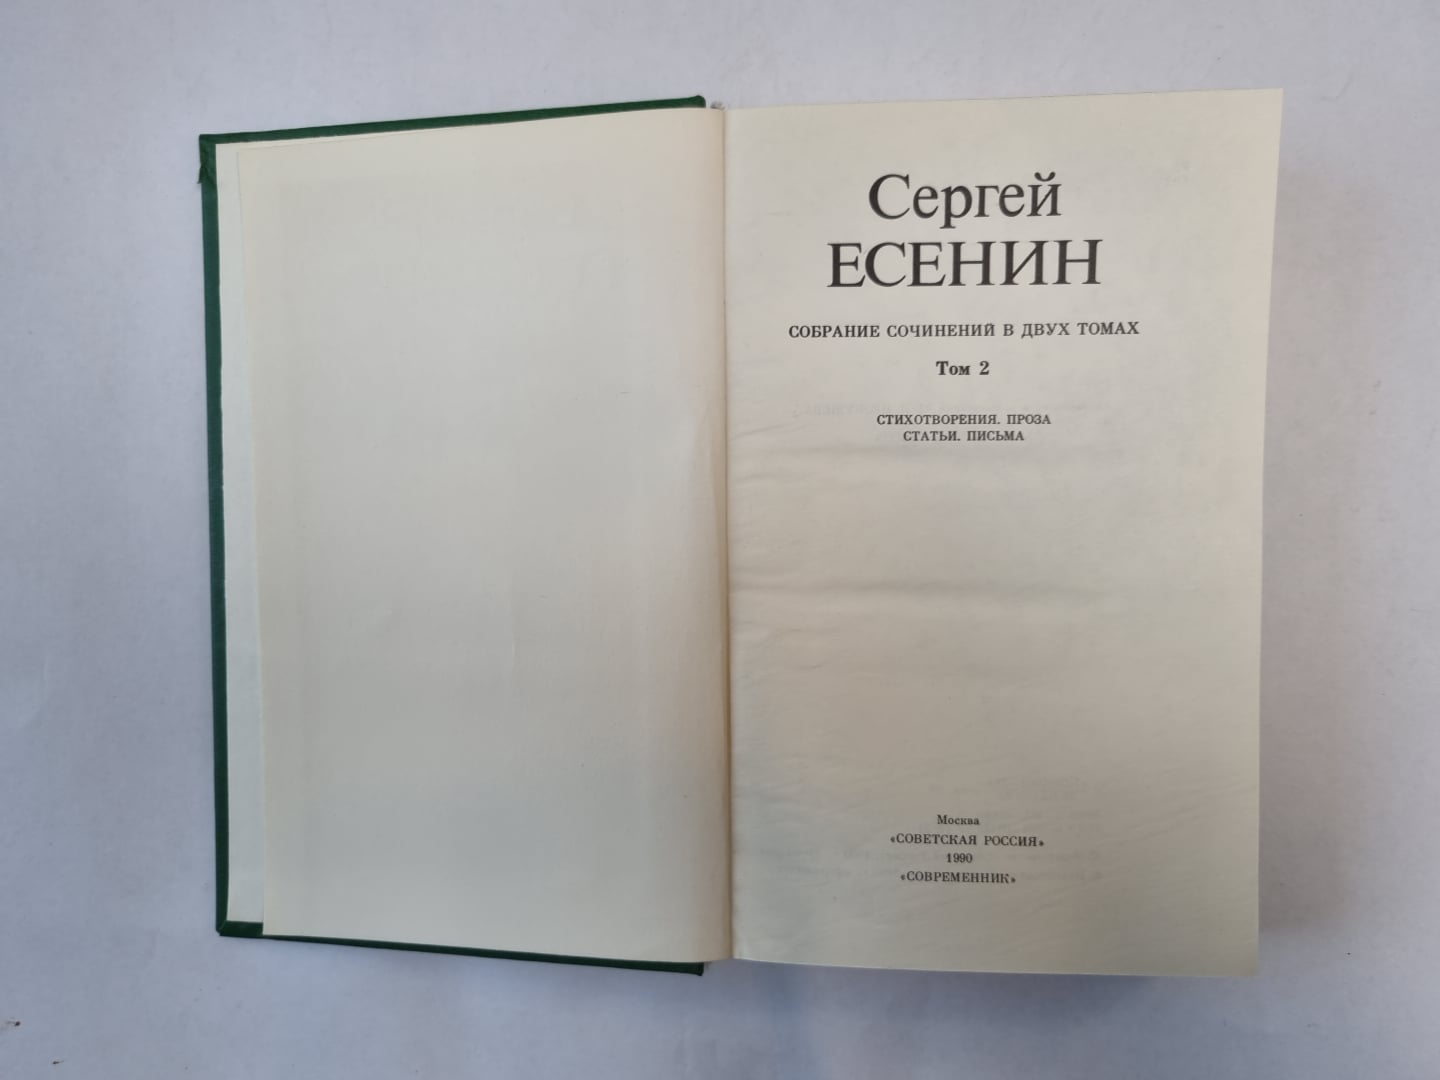 Сергей
ЕСЕНИН
СОБРАНИЕ СОЧИНЕНИЙ В ДВУХ ТОМАХ
Том 2
СТИХОТВОРЕНИЯ. ПРОЗА
СТАТЬИ. ПИСЬМА
Москва
«СОВЕТСКАЯ РОССИЯ»
1990
«СОВРЕМЕННИК»